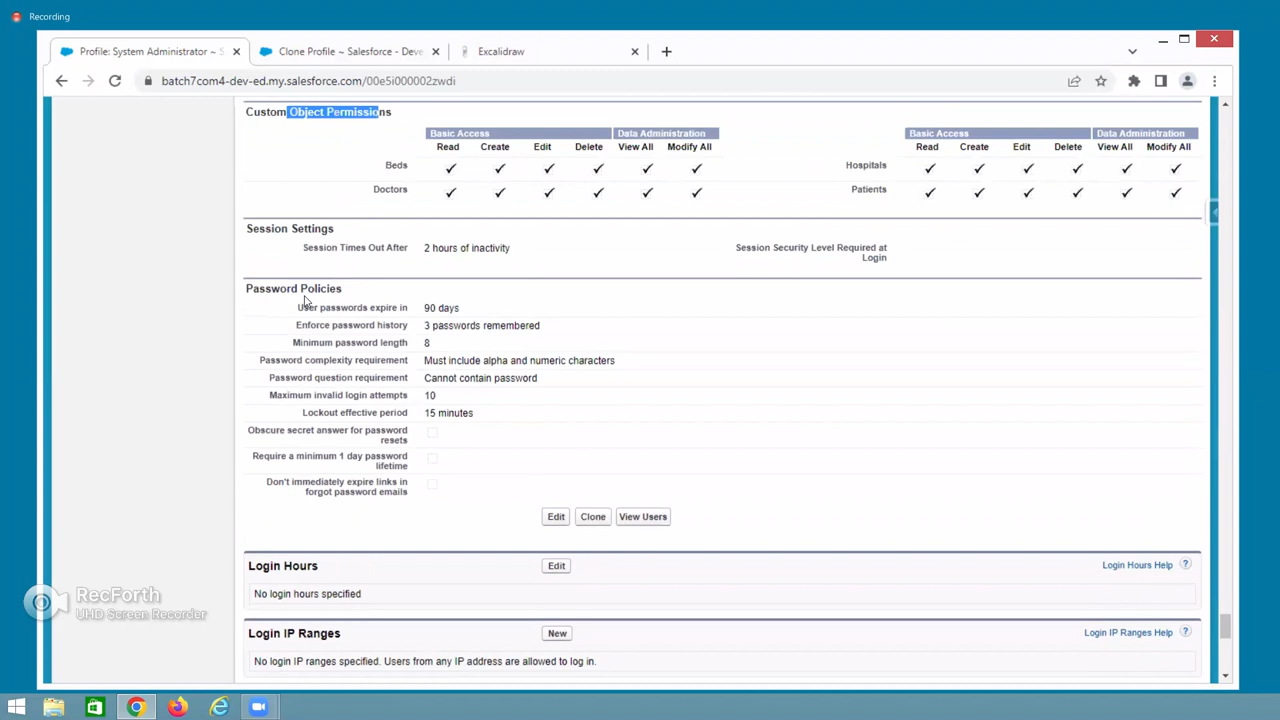 Recording
Profile: System Administrator ~ S
Clone Profile ~ Salesforce - Deve
Excalidraw
batch7com4-dev-ed.my.salesforce.com/00e5i000002zwdi
Custom Object Permissions
Basic Access Data Administration Basic Access Data Administration
Read Create Edit Delete View All Modify All Read Create Edit Delete View All Modify All
Beds Hospitals
Doctors Patients
Session Settings
Session Times Out After 2 hours of inactivity Session Security Level Required at
Login
Password Policies
User passwords expire in 90 days
Enforce password history 3 passwords remembered
Minimum password length 8
Password complexity requirement Must include alpha and numeric characters
Password question requirement Cannot contain password
Maximum invalid login attempts 10
Lockout effective period 15 minutes
Obscure secret answer for password
resets
Require a minimum 1 day password
lifetime
Don't immediately expire links in
forgot password emails
Edit Clone View Users
Login Hours Edit Login Hours Help ?
No login hours specified
RecForth
UHD Screen Recorder
Login IP Ranges New Login IP Ranges Help ?
No login IP ranges specified. Users from any IP address are allowed to log in.